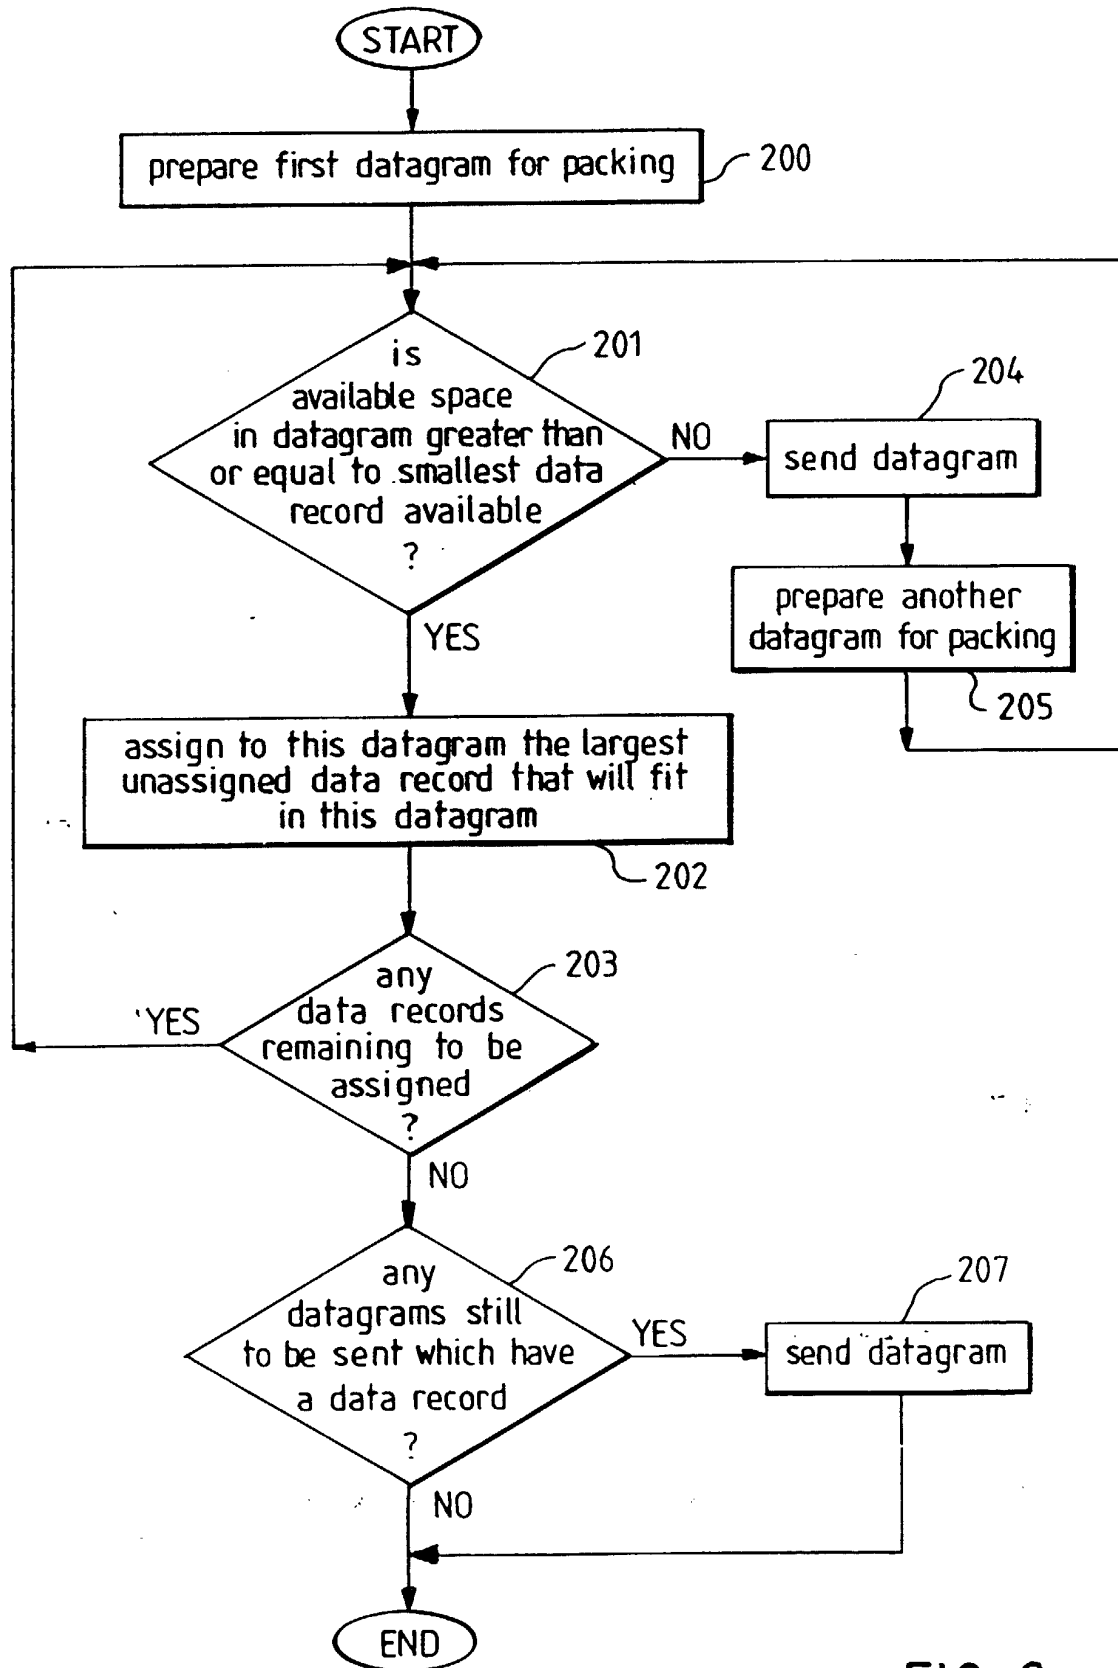 START
prepare first datagram for packing
200
is
available space
in datagram greater than
or equal to smallest data
record available
?
201
NO
204
send datagram
prepare another
datagram for packing
205
YES
assign to this datagram the largest
unassigned data record that will fit
in this datagram
202
any
data records
remaining to be
assigned
?
203
YES
NO
any
datagrams still
to be sent which have
a data record
?
206
YES
207
send datagram
NO
END